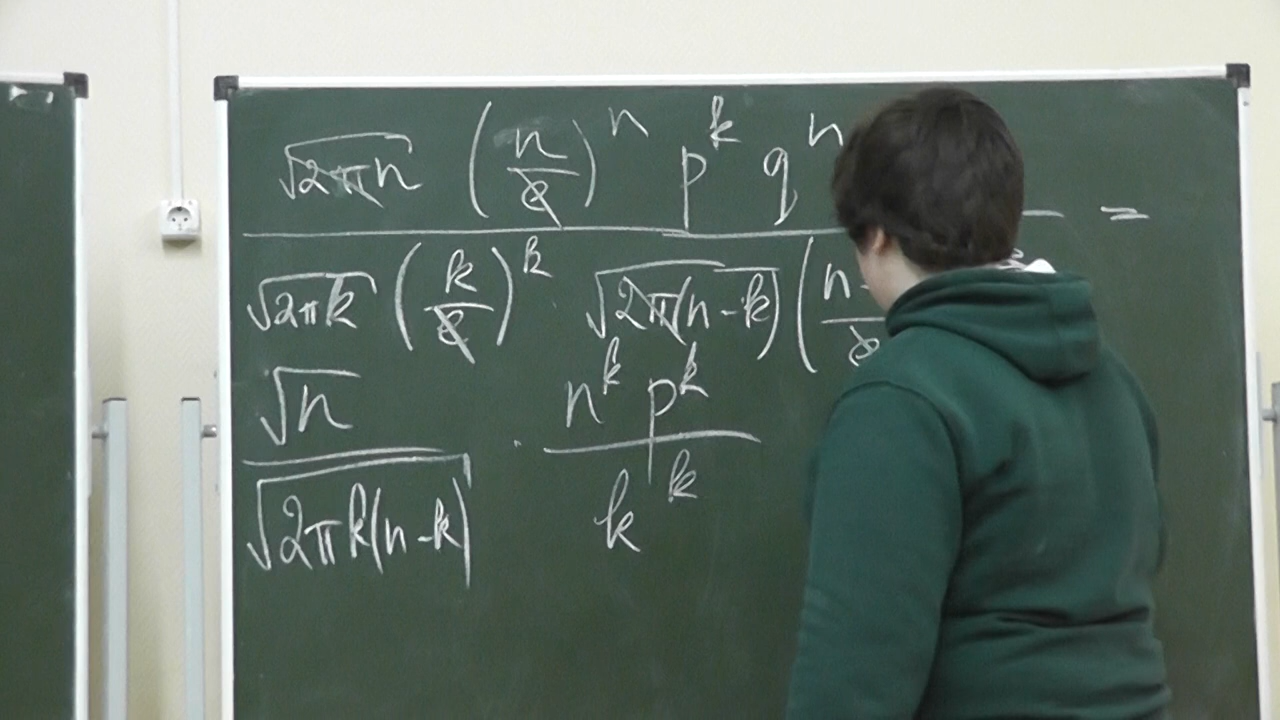 √2πn (n/e)^n p^k q^n =
√2πk (k/e)^k · √2π(n-k) (n-
√n · n^k p^k
√2πk(n-k) k^k